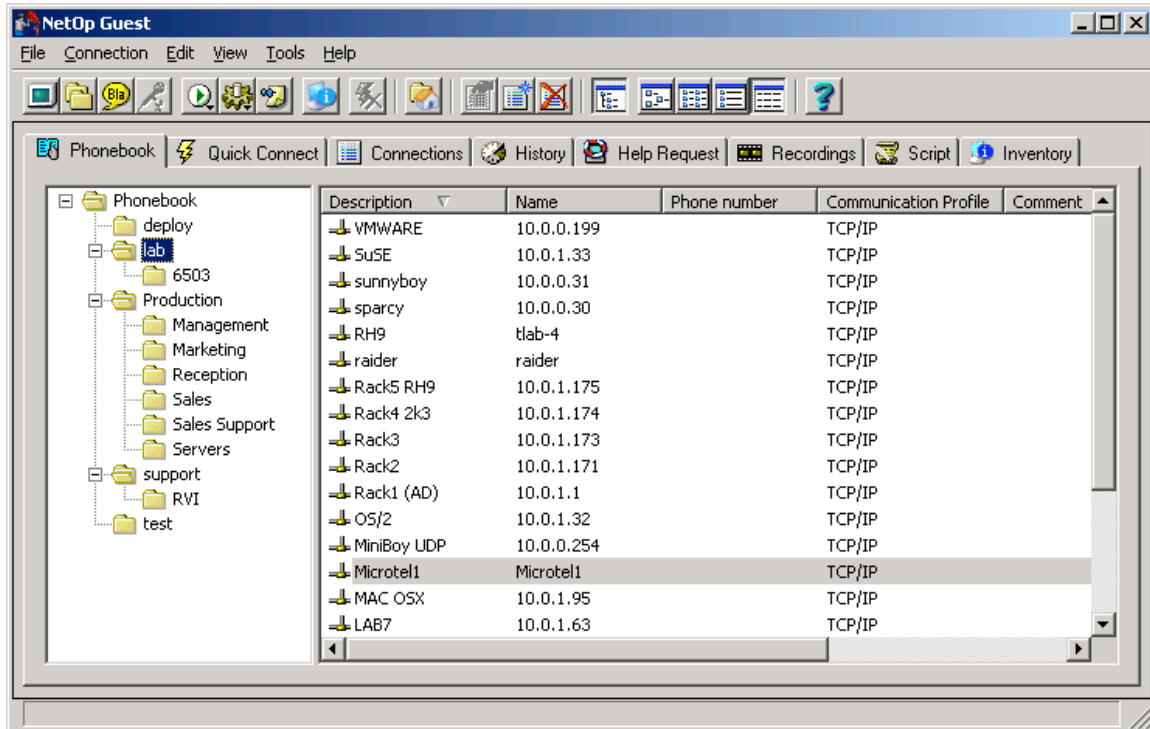 NetOp Guest
File Connection Edit View Tools Help
Bla
Phonebook Quick Connect Connections History Help Request Recordings Script Inventory
Phonebook
deploy
lab
6503
Production
Management
Marketing
Reception
Sales
Sales Support
Servers
support
RVI
test
Description Name Phone number Communication Profile Comment
VMWARE 10.0.0.199 TCP/IP
SuSE 10.0.1.33 TCP/IP
sunnyboy 10.0.0.31 TCP/IP
sparcy 10.0.0.30 TCP/IP
RH9 tlab-4 TCP/IP
raider raider TCP/IP
Rack5 RH9 10.0.1.175 TCP/IP
Rack4 2k3 10.0.1.174 TCP/IP
Rack3 10.0.1.173 TCP/IP
Rack2 10.0.1.171 TCP/IP
Rack1 (AD) 10.0.1.1 TCP/IP
OS/2 10.0.1.32 TCP/IP
MiniBoy UDP 10.0.0.254 TCP/IP
Microtel1 Microtel1 TCP/IP
MAC OSX 10.0.1.95 TCP/IP
LAB7 10.0.1.63 TCP/IP